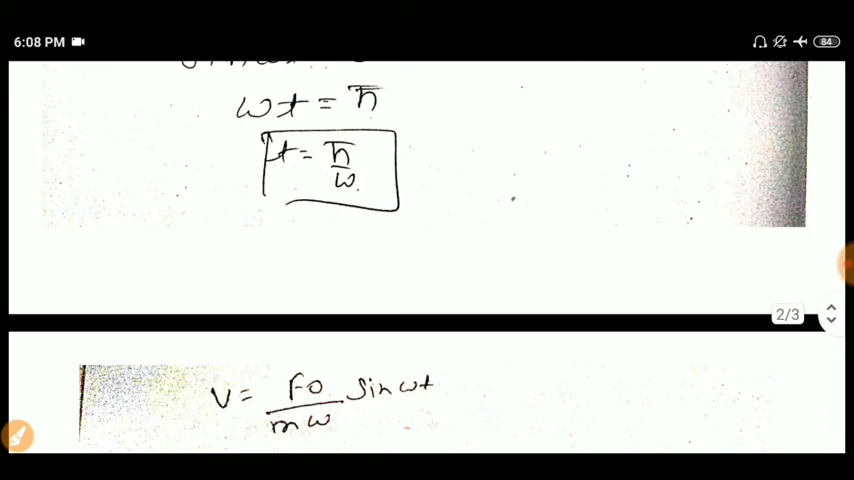 6:08 PM
84
ωt = π
t = π/ω
2/3
V = F0/mω sin ωt